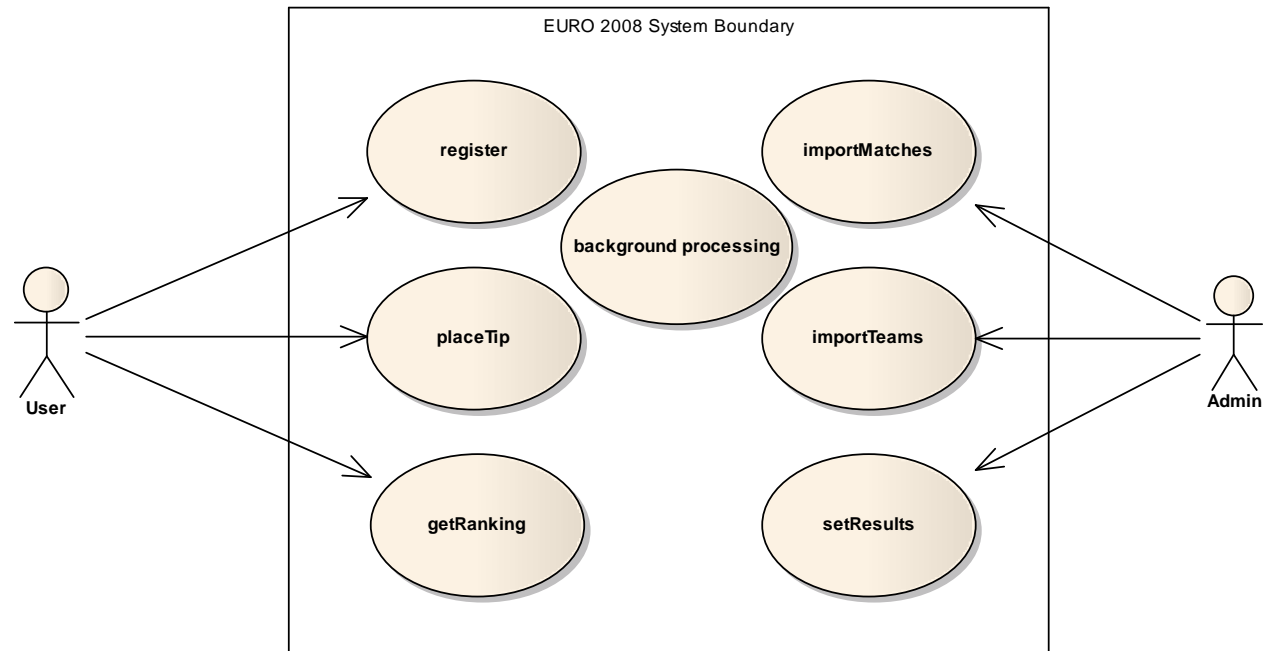 EURO 2008 System Boundary
register
importMatches
background processing
placeTip
importTeams
User
Admin
getRanking
setResults